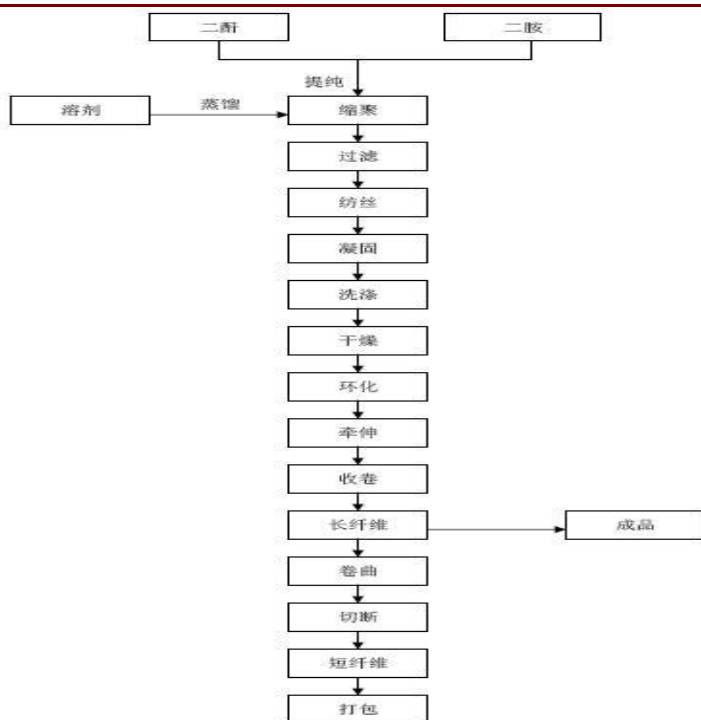 二酐
二胺
提纯
溶剂
蒸馏
缩聚
过滤
纺丝
凝固
洗涤
干燥
环化
牵伸
收卷
长纤维
成品
卷曲
切断
短纤维
打包